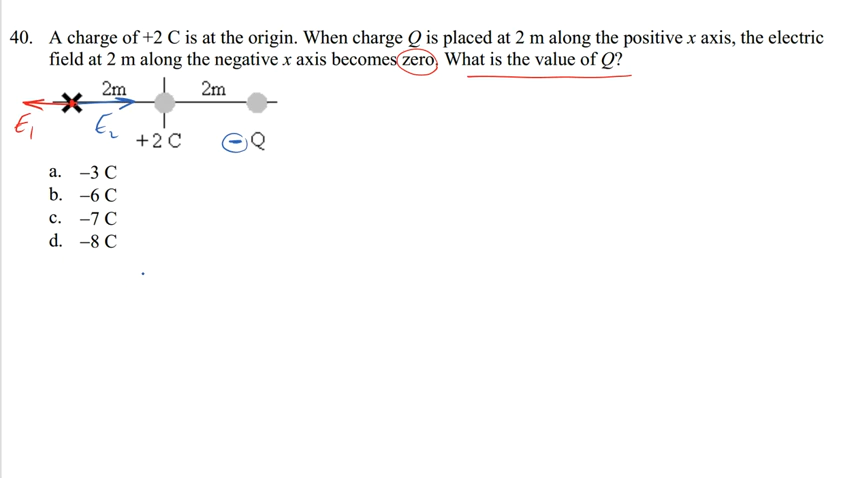 40. A charge of +2 C is at the origin. When charge Q is placed at 2 m along the positive x axis, the electric
field at 2 m along the negative x axis becomes zero. What is the value of Q?
2m 2m
E₁ E₂ +2 C −Q
a. –3 C
b. –6 C
c. –7 C
d. –8 C